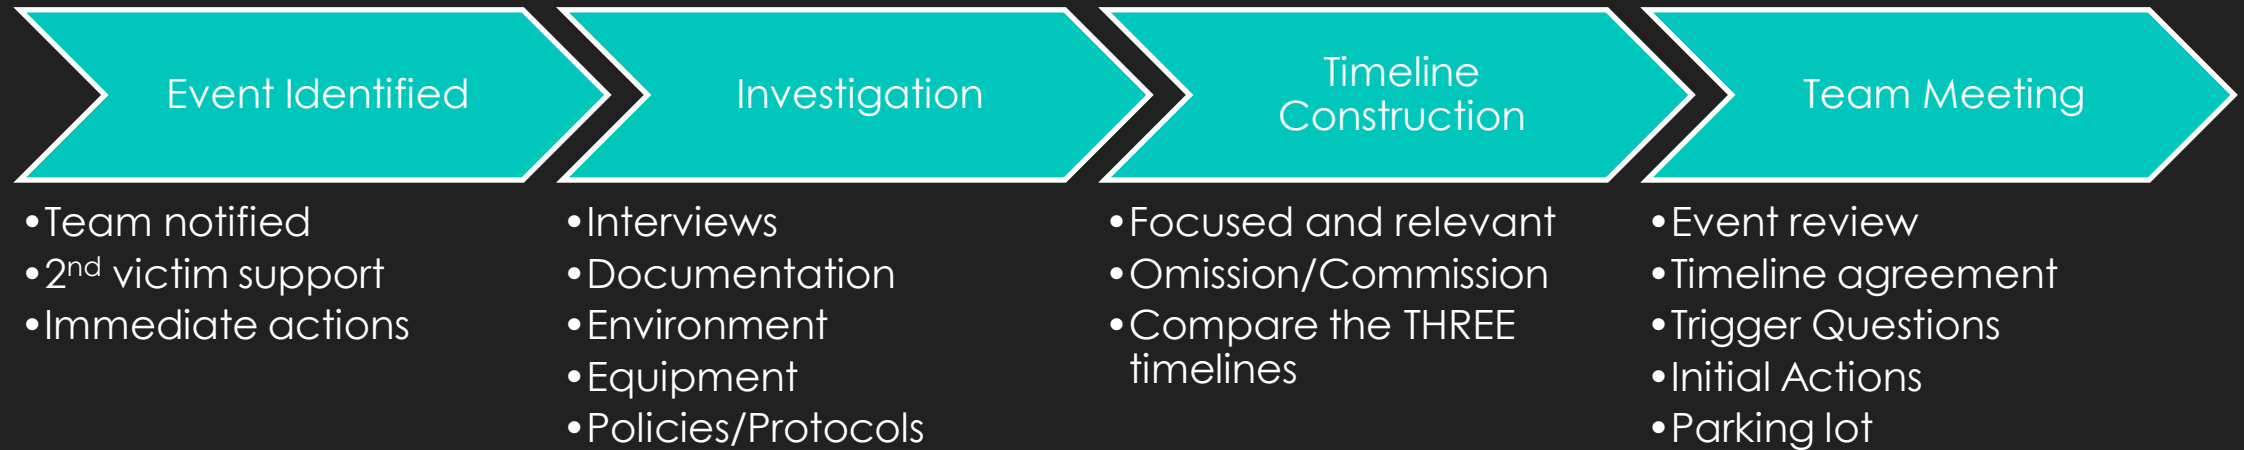 Event Identified
•Team notified
•2nd victim support
•Immediate actions
Investigation
•Interviews
•Documentation
•Environment
•Equipment
•Policies/Protocols
Timeline
Construction
•Focused and relevant
•Omission/Commission
•Compare the THREE
timelines
Team Meeting
•Event review
•Timeline agreement
•Trigger Questions
•Initial Actions
•Parking lot